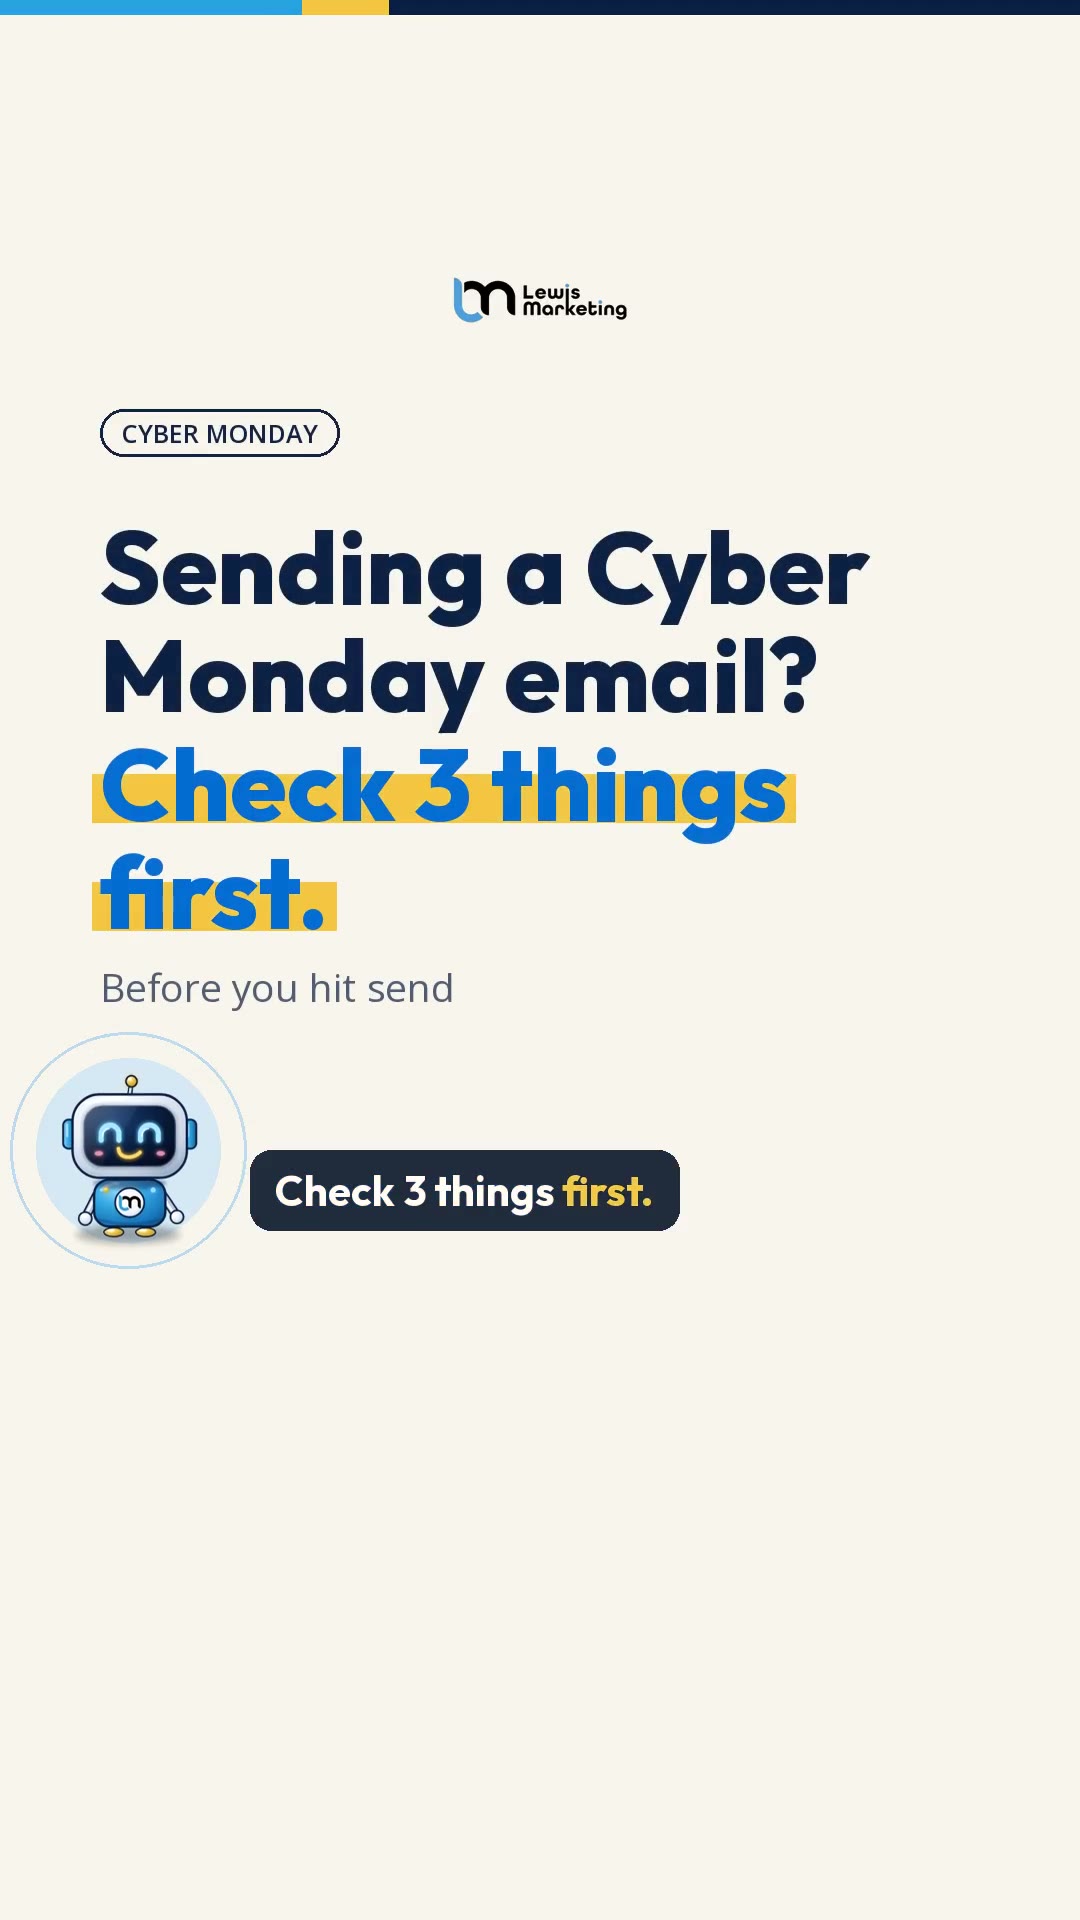 Lewis
Marketing
CYBER MONDAY
Sending a Cyber
Monday email?
Check 3 things
first.
Before you hit send
m
Check 3 things first.